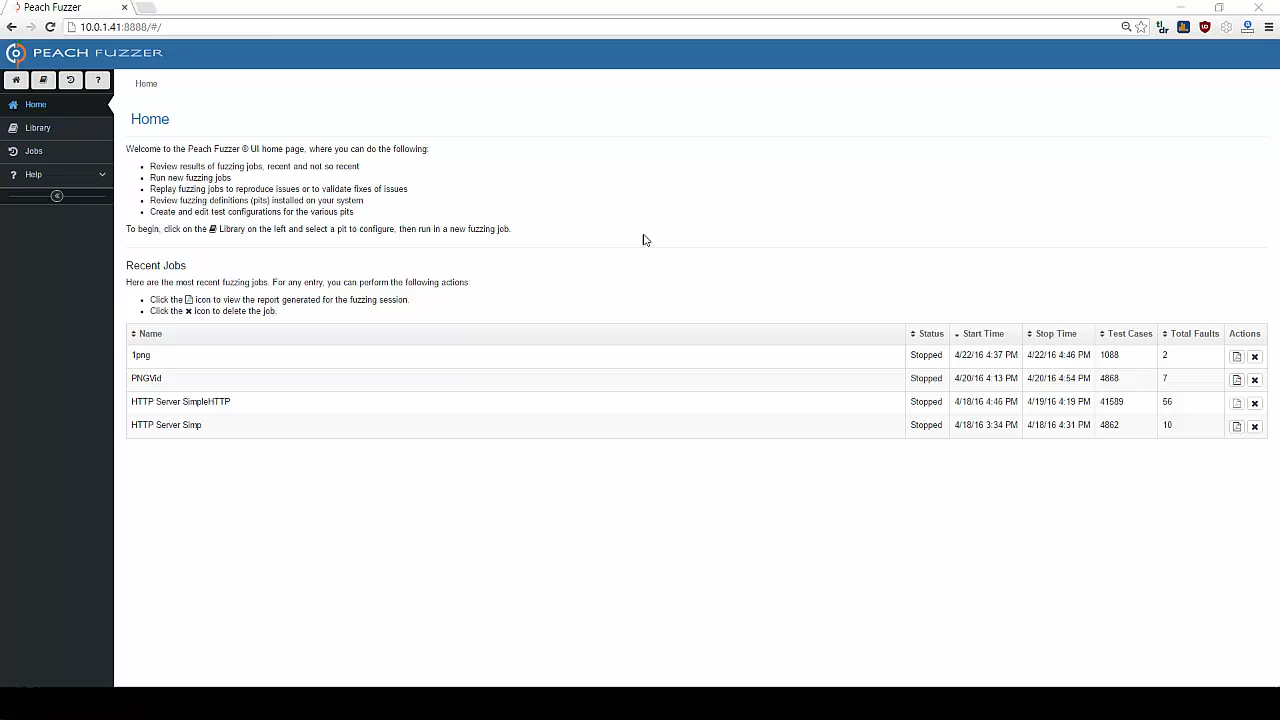 Peach Fuzzer
10.0.1.41:8888/#/
PEACH FUZZER
Home
Library
Jobs
Help
Home
Home
Welcome to the Peach Fuzzer ® UI home page, where you can do the following:
Review results of fuzzing jobs, recent and not so recent
Run new fuzzing jobs
Replay fuzzing jobs to reproduce issues or to validate fixes of issues
Review fuzzing definitions (pits) installed on your system
Create and edit test configurations for the various pits
To begin, click on the Library on the left and select a pit to configure, then run in a new fuzzing job.
Recent Jobs
Here are the most recent fuzzing jobs. For any entry, you can perform the following actions:
Click the icon to view the report generated for the fuzzing session.
Click the icon to delete the job.
Name Status Start Time Stop Time Test Cases Total Faults Actions
1png Stopped 4/22/16 4:37 PM 4/22/16 4:46 PM 1088 2
PNGVid Stopped 4/20/16 4:13 PM 4/20/16 4:54 PM 4868 7
HTTP Server SimpleHTTP Stopped 4/18/16 4:46 PM 4/19/16 4:19 PM 41589 56
HTTP Server Simp Stopped 4/18/16 3:34 PM 4/18/16 4:31 PM 4862 10